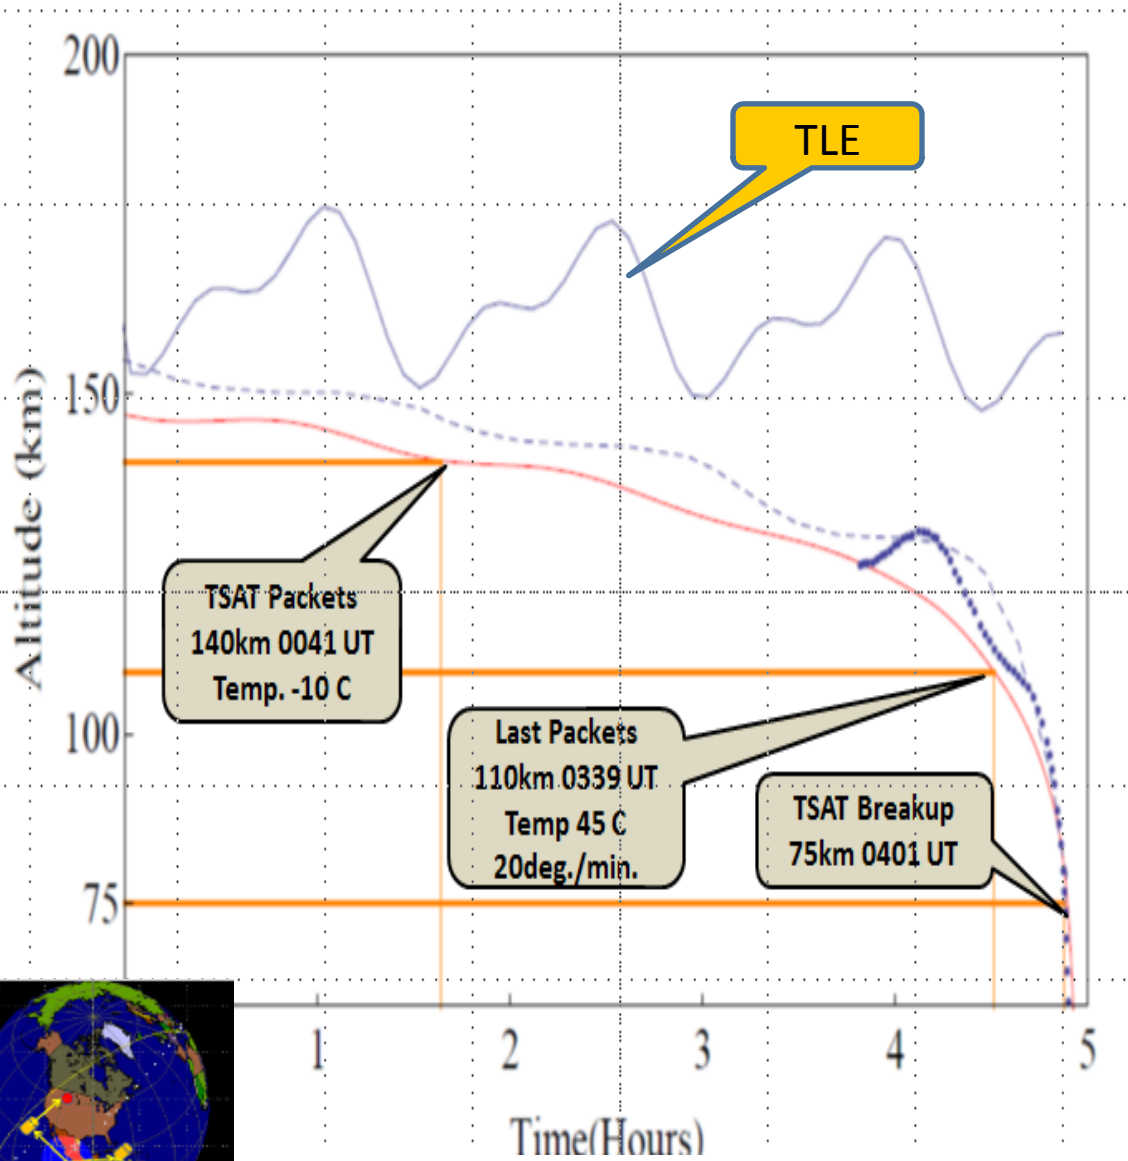 200
TLE
150
Altitude (km)
TSAT Packets
140km 0041 UT
Temp. -10 C
100
Last Packets
110km 0339 UT
Temp 45 C
20deg./min.
TSAT Breakup
75km 0401 UT
75
1 2 3 4 5
Time(Hours)